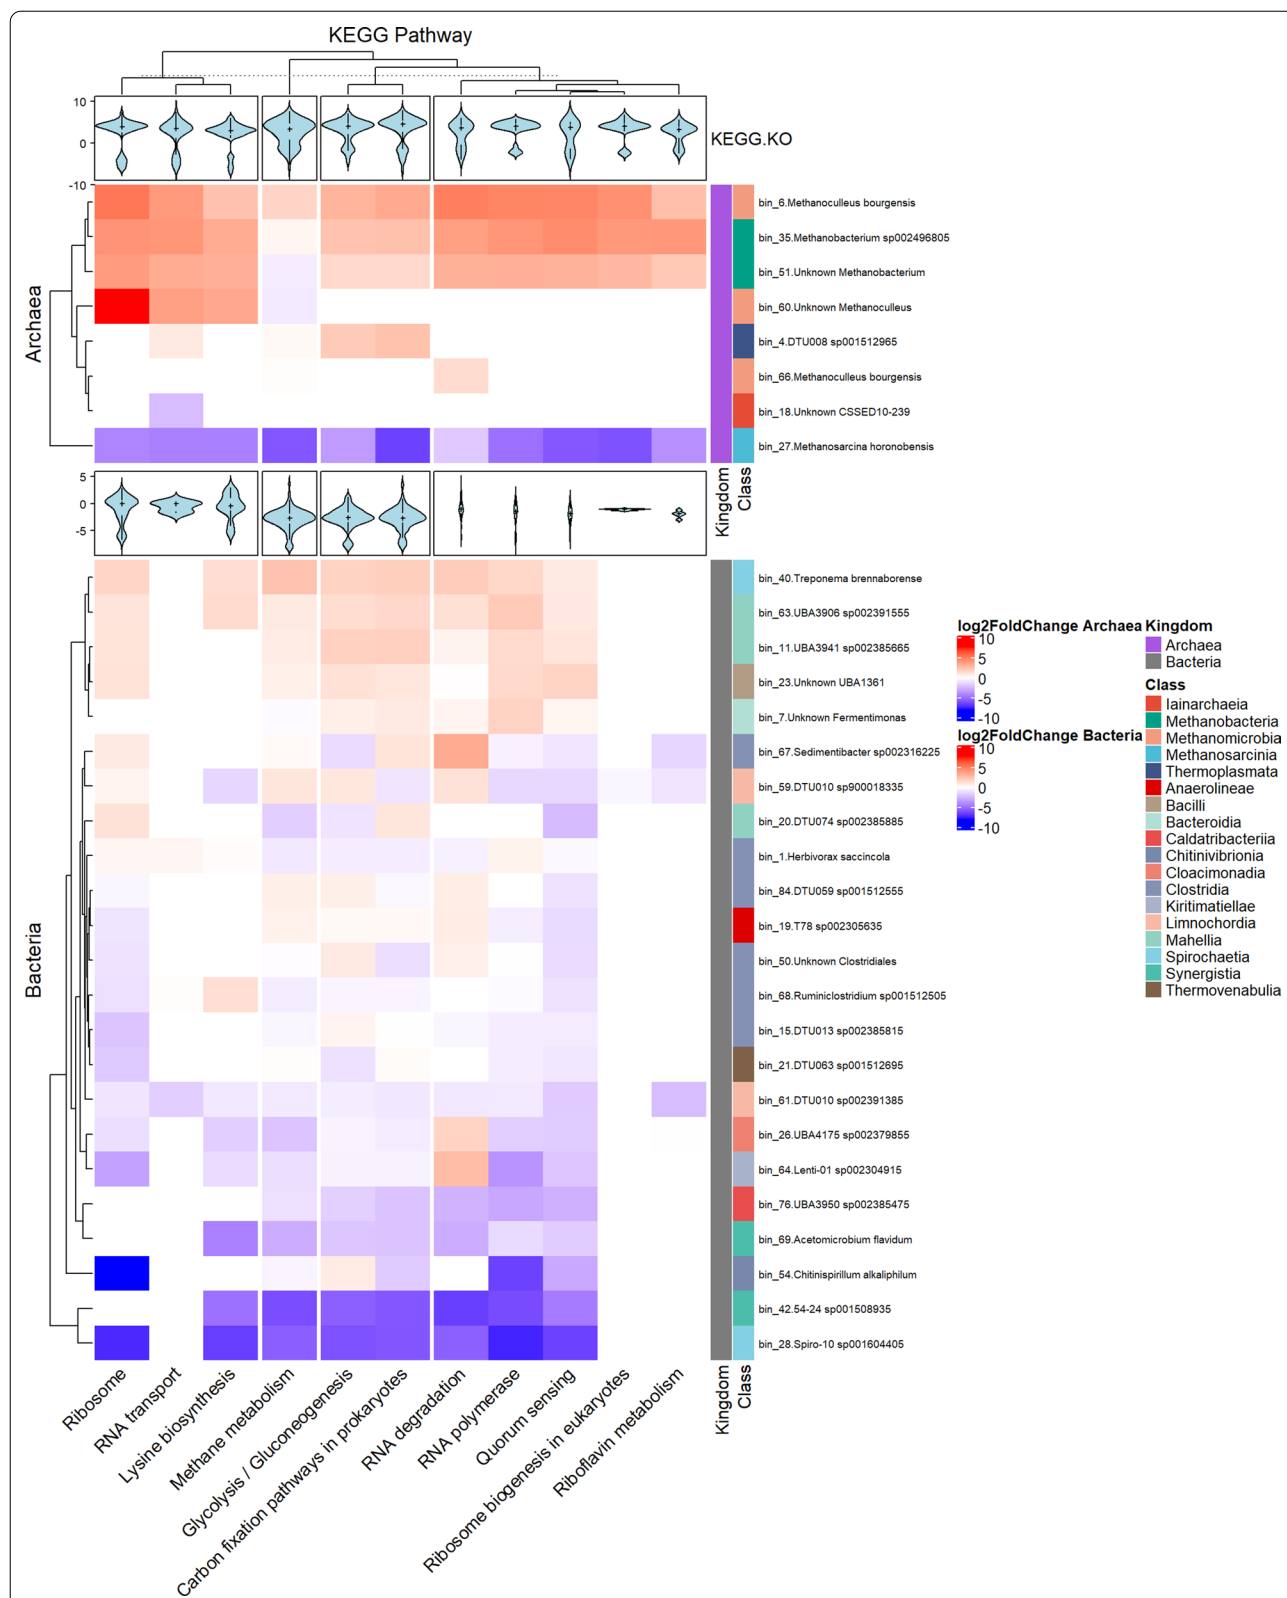 KEGG Pathway
10
0
-10
KEGG.KO
Archaea
bin_6.Methanoculleus bourgensis
bin_35.Methanobacterium sp002496805
bin_51.Unknown Methanobacterium
bin_60.Unknown Methanoculleus
bin_4.DTU008 sp001512965
bin_66.Methanoculleus bourgensis
bin_18.Unknown CSSED10-239
bin_27.Methanosarcina horonobensis
Kingdom
Class
5
0
-5
Bacteria
bin_40.Treponema brennaborense
bin_63.UBA3906 sp002391555
bin_11.UBA3941 sp002385665
bin_23.Unknown UBA1361
bin_7.Unknown Fermentimonas
bin_67.Sedimentibacter sp002316225
bin_59.DTU010 sp900018335
bin_20.DTU074 sp002385885
bin_1.Herbivorax saccincola
bin_84.DTU059 sp001512555
bin_19.T78 sp002305635
bin_50.Unknown Clostridiales
bin_68.Ruminiclostridium sp001512505
bin_15.DTU013 sp002385815
bin_21.DTU063 sp001512695
bin_61.DTU010 sp002391385
bin_26.UBA4175 sp002379855
bin_64.Lenti-01 sp002304915
bin_76.UBA3950 sp002385475
bin_69.Acetomicrobium flavidum
bin_54.Chitinispirillum alkaliphilum
bin_42.54-24 sp001508935
bin_28.Spiro-10 sp001604405
Ribosome
RNA transport
Lysine biosynthesis
Methane metabolism
Glycolysis / Gluconeogenesis
Carbon fixation pathways in prokaryotes
RNA degradation
RNA polymerase
Quorum sensing
Ribosome biogenesis in eukaryotes
Riboflavin metabolism
Kingdom
Class
log2FoldChange Archaea
10
5
0
-5
-10
log2FoldChange Bacteria
10
5
0
-5
-10
Kingdom
Archaea
Bacteria
Class
Iainarchaeia
Methanobacteria
Methanomicrobia
Methanosarcinia
Thermoplasmata
Anaerolineae
Bacilli
Bacteroidia
Caldatribacteriia
Chitinivibrionia
Cloacimonadia
Clostridia
Kiritimatiellae
Limnochordia
Mahellia
Spirochaetia
Synergistia
Thermovenabulia